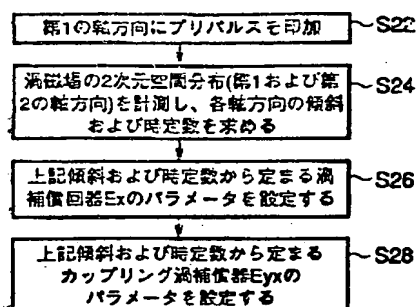 第1の軸方向にプリパルスを印加
S22
渦磁場の2次元空間分布(第1および第
2の軸方向)を計測し、各軸方向の傾斜
および時定数を求める
S24
上記傾斜および時定数から定まる渦
補償回器Exのパラメータを設定する
S26
上記傾斜および時定数から定まる
カップリング渦補償器Eyxの
パラメータを設定する
S28